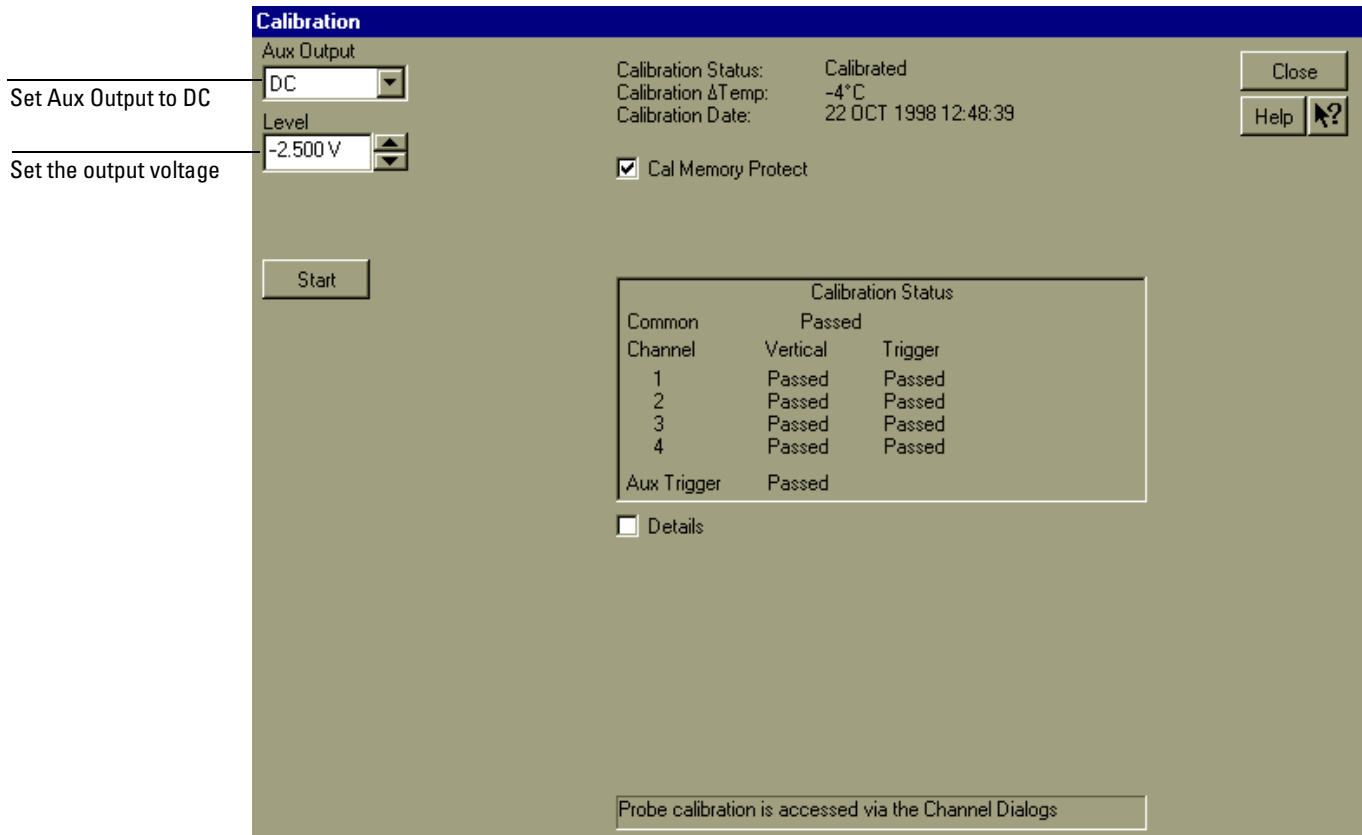 Calibration
Aux Output
DC
Set Aux Output to DC
Level
-2.500 V
Set the output voltage
Start
Calibration Status: Calibrated
Calibration ΔTemp: -4°C
Calibration Date: 22 OCT 1998 12:48:39
Cal Memory Protect
Close
Help ?
Calibration Status
Common Passed
Channel Vertical Trigger
1 Passed Passed
2 Passed Passed
3 Passed Passed
4 Passed Passed
Aux Trigger Passed
Details
Probe calibration is accessed via the Channel Dialogs